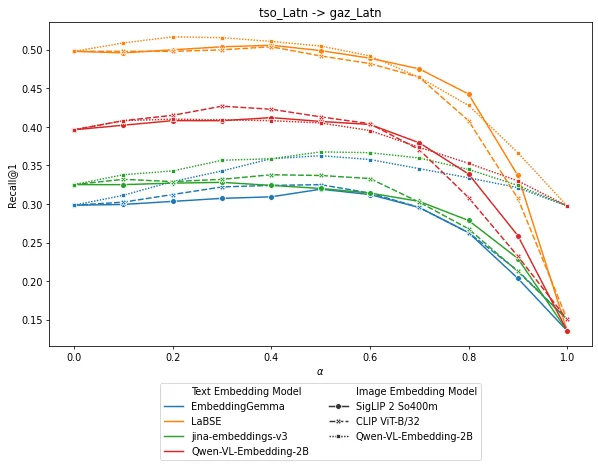 tso_Latn -> gaz_Latn
0.50
0.45
0.40
0.35
0.30
0.25
0.20
0.15
Recall@1
0.0 0.2 0.4 0.6 0.8 1.0
α
Text Embedding Model Image Embedding Model
EmbeddingGemma SigLIP 2 So400m
LaBSE CLIP ViT-B/32
jina-embeddings-v3 Qwen-VL-Embedding-2B
Qwen-VL-Embedding-2B